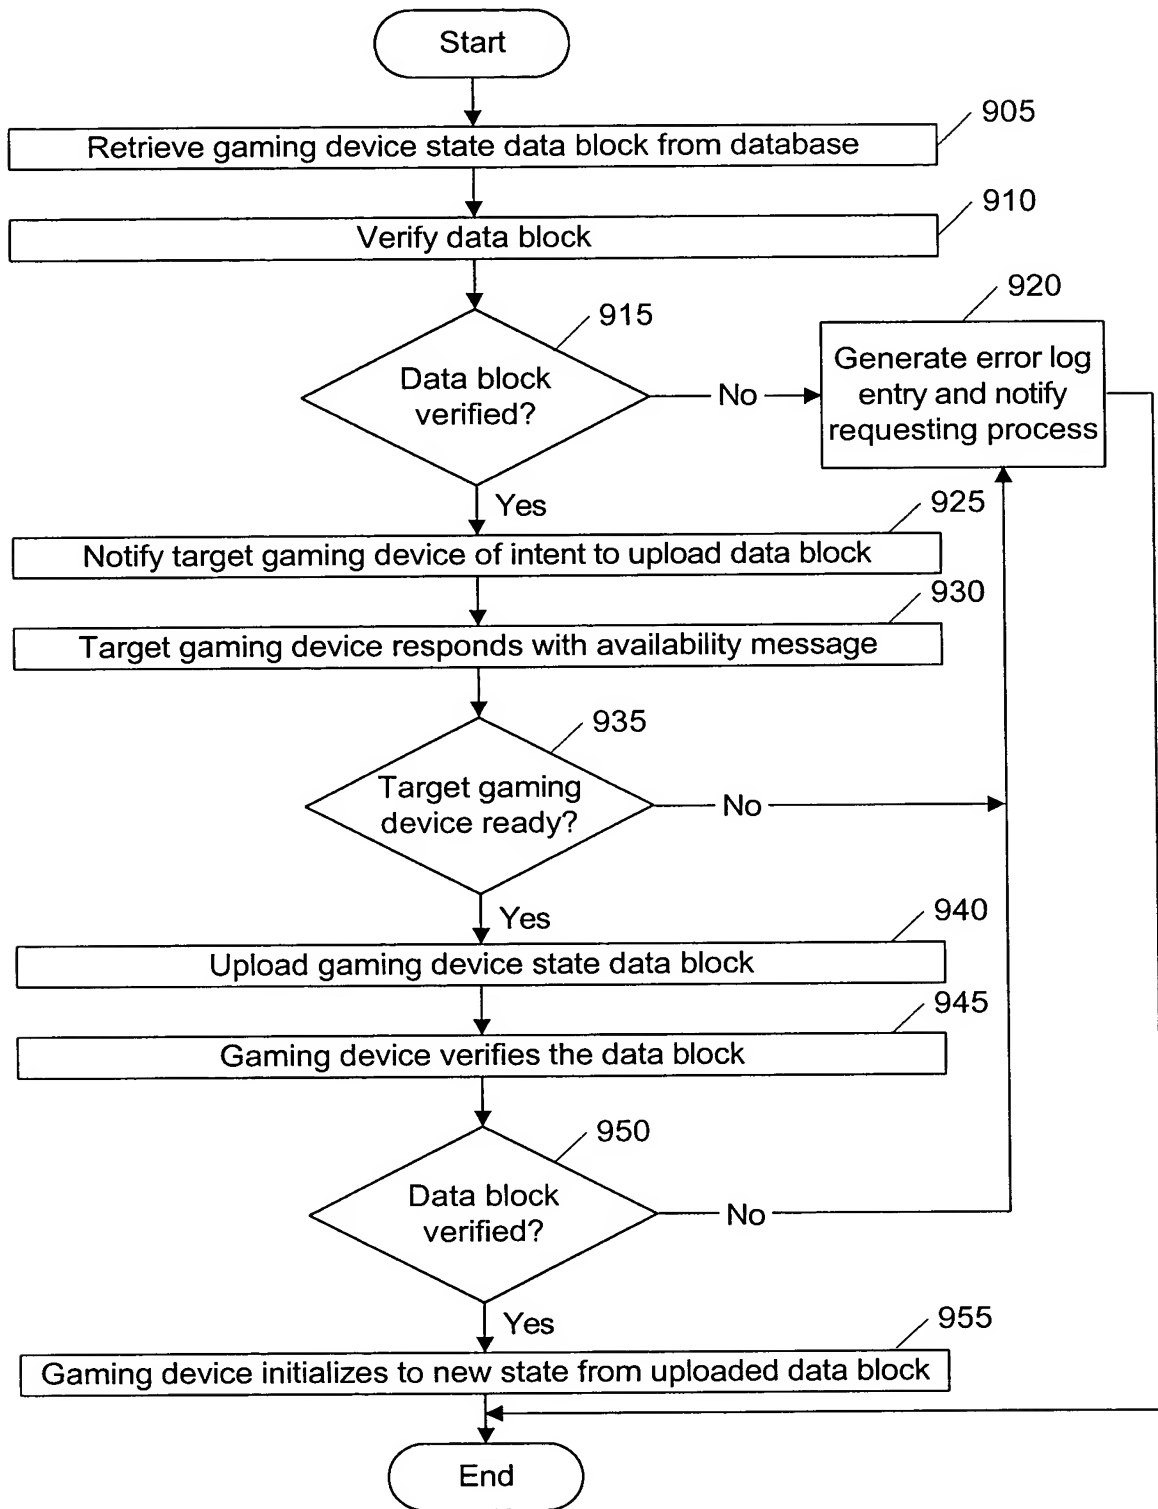 Start
905
Retrieve gaming device state data block from database
910
Verify data block
920
915
Data block
verified?
No
Generate error log
entry and notify
requesting process
Yes
925
Notify target gaming device of intent to upload data block
930
Target gaming device responds with availability message
935
Target gaming
device ready?
No
Yes
940
Upload gaming device state data block
945
Gaming device verifies the data block
950
Data block
verified?
No
Yes
955
Gaming device initializes to new state from uploaded data block
End